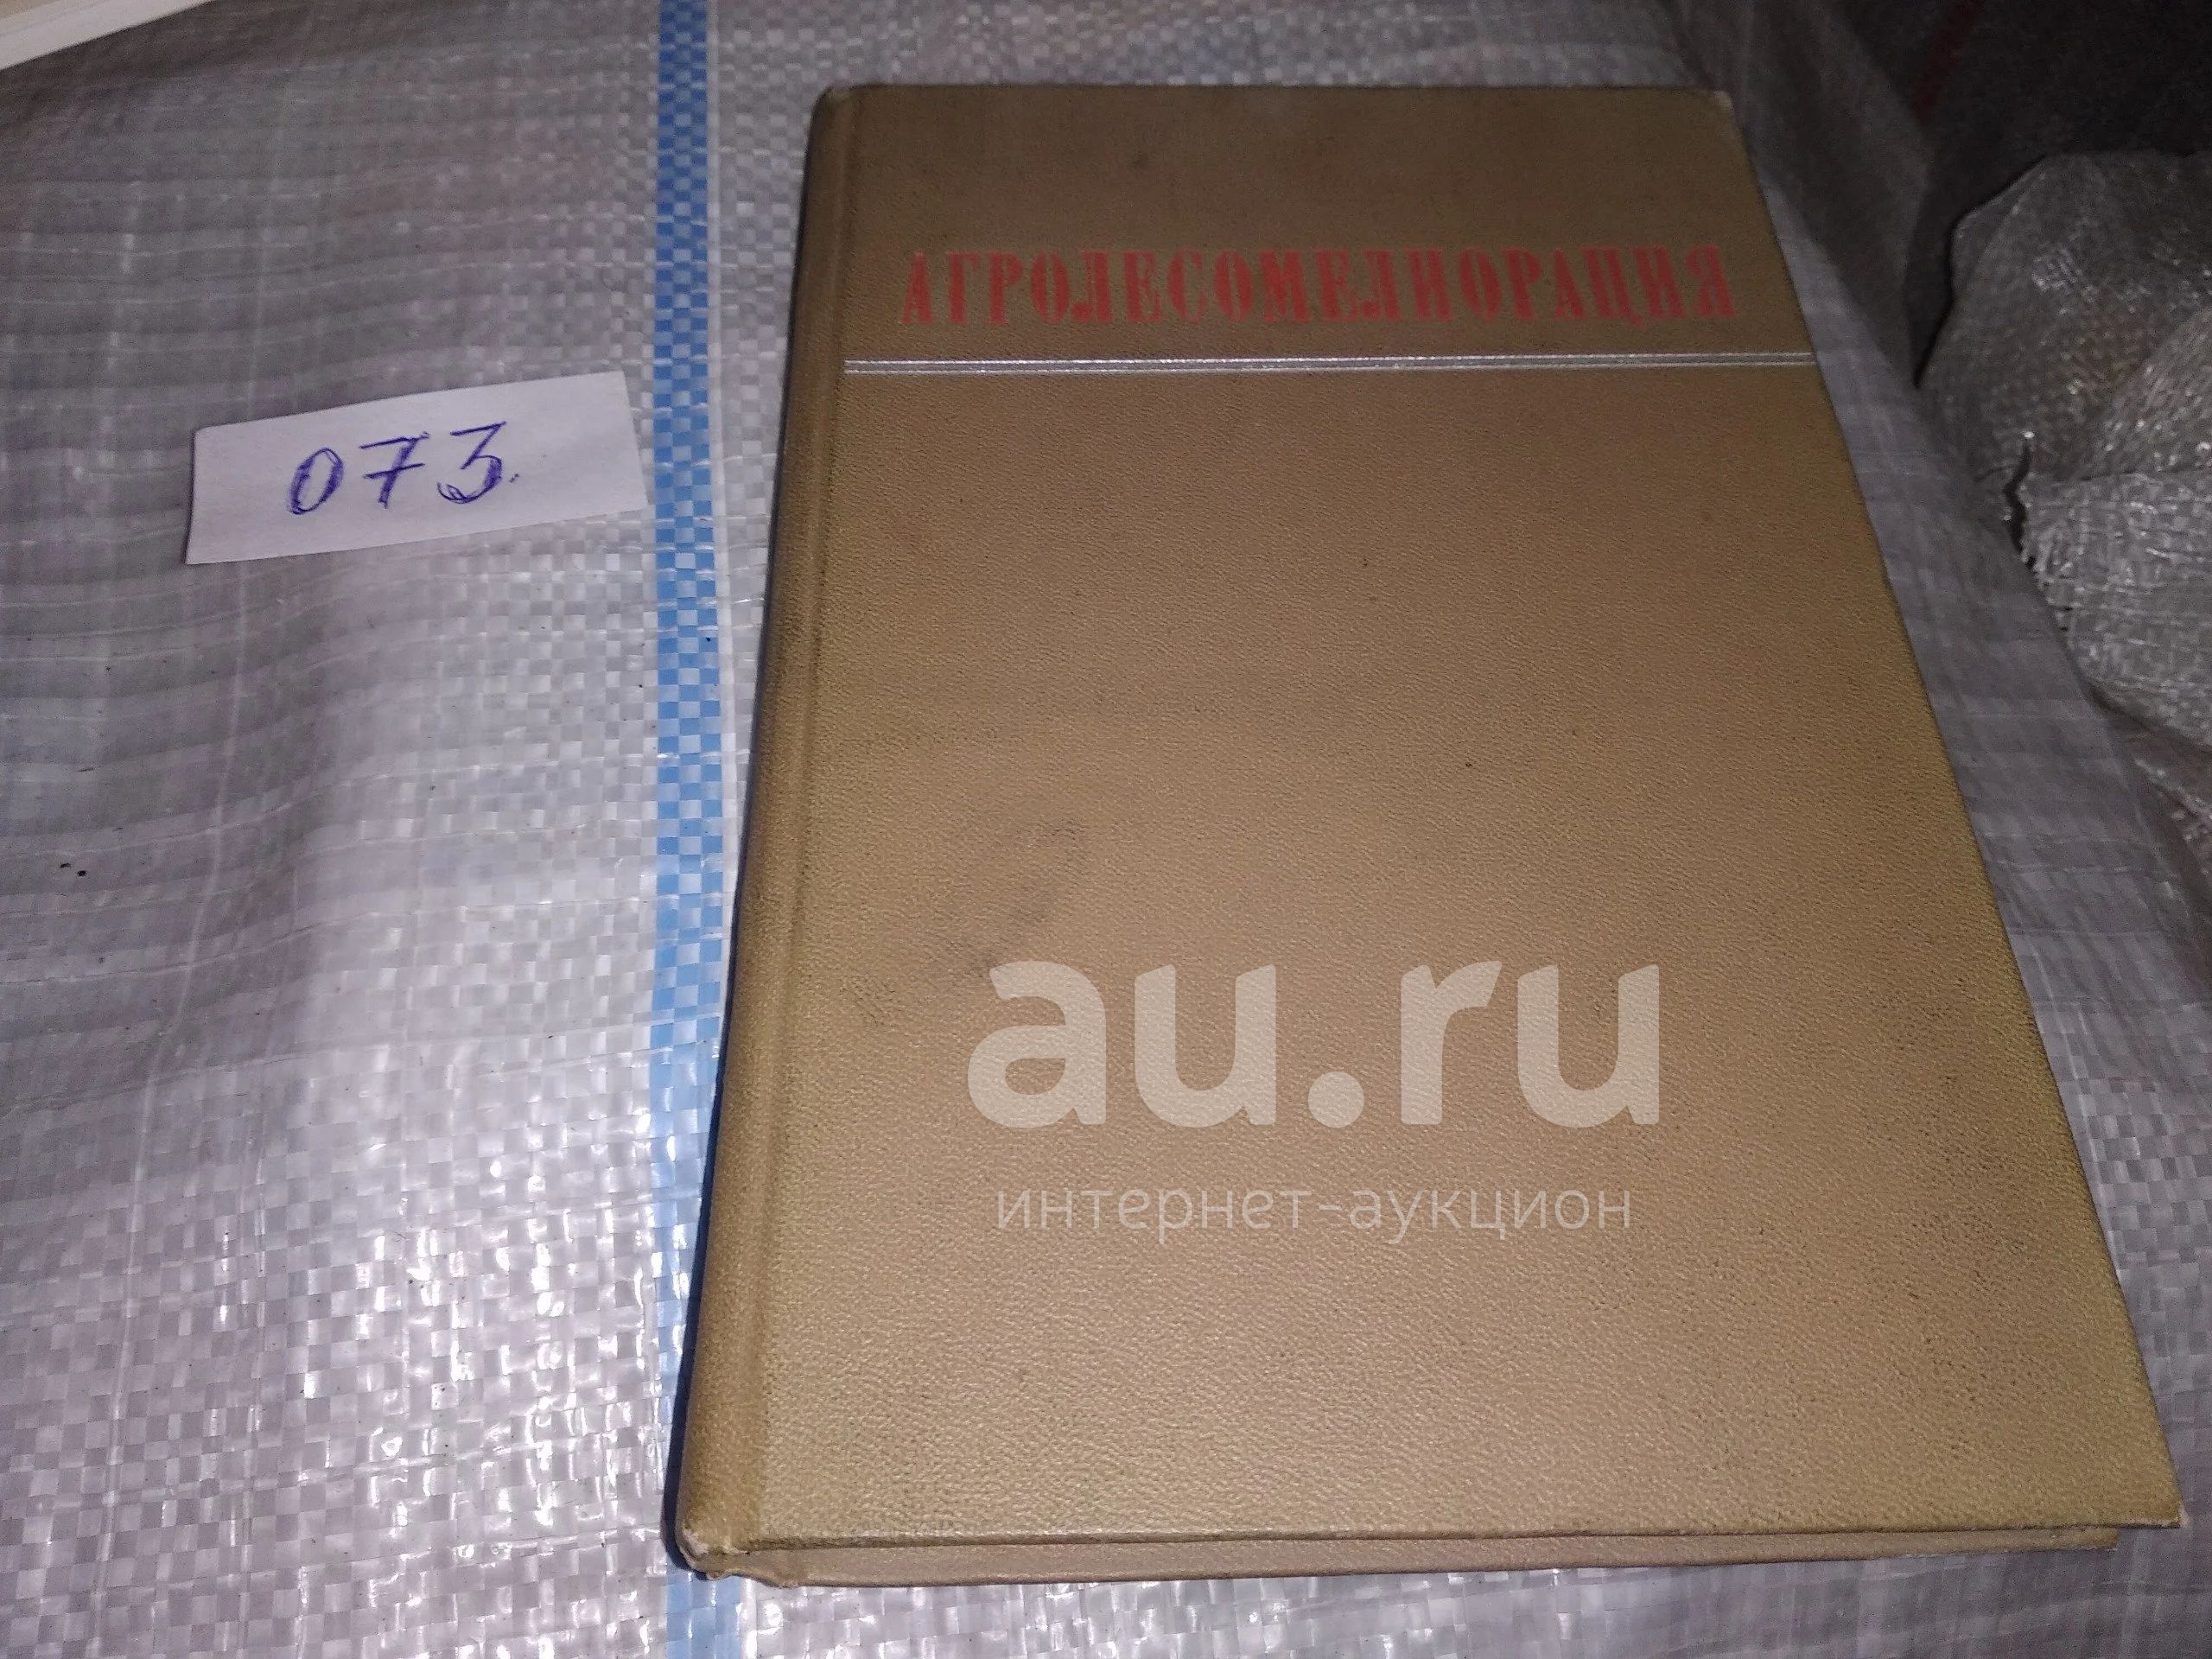 АГРОЛЕСОМЕЛИОРАЦИЯ
073
au.ru
интернет-аукцион